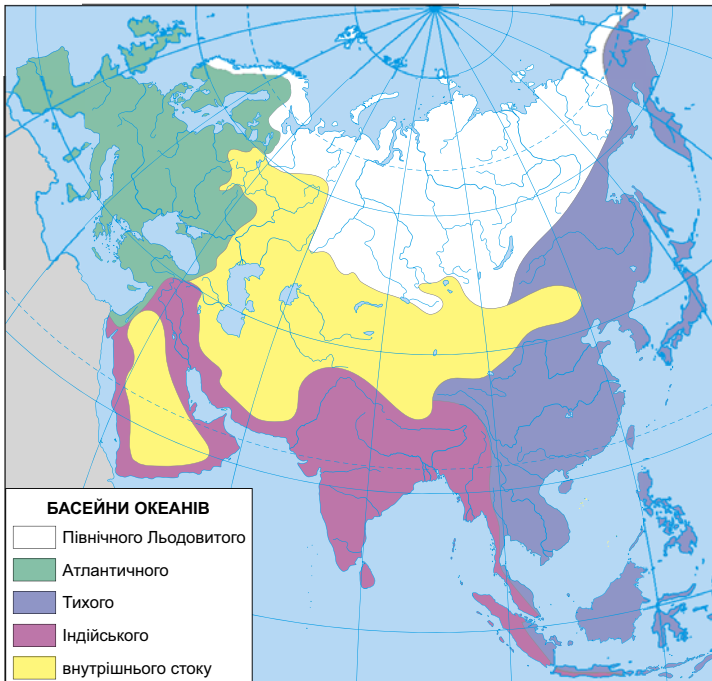 БАСЕЙНИ ОКЕАНІВ
Північного Льодовитого
Атлантичного
Тихого
Індійського
внутрішнього стоку